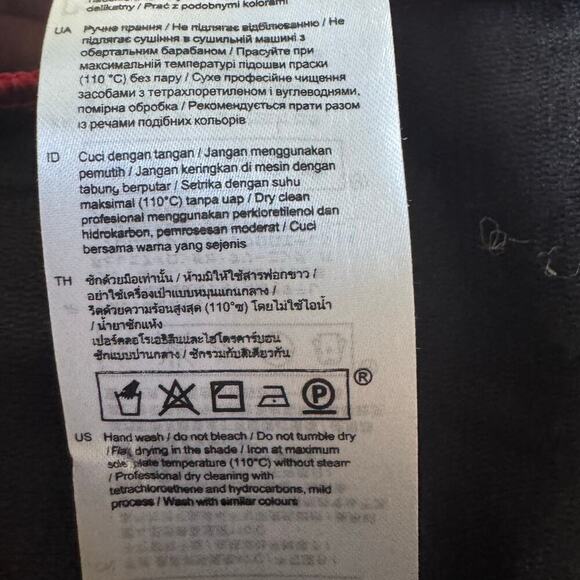 delikatny / Prać z podobnymi kolorami
UA Ручне прання / Не підлягає відбілюванню / Не
підлягає сушіння в сушильній машині з
обертальним барабаном / Прасуйте при
максимальній температурі підошви праски
(110 °C) без пару / Сухе професійне чищення
засобами з тетрахлоретиленом і вуглеводнями,
помірна обробка / Рекомендується прати разом
із речами подібних кольорів
ID Cuci dengan tangan / Jangan menggunakan
pemutih / Jangan keringkan di mesin dengan
tabung berputar / Setrika dengan suhu
maksimal (110°C) tanpa uap / Dry clean
profesional menggunakan perkloretilenol dan
hidrokarbon, pemrosesan moderat / Cuci
bersama warna yang sejenis
TH ซักด้วยมือเท่านั้น / ห้ามมิให้ใช้สารฟอกขาว /
อย่าใช้เครื่องเป่าแบบหมุนแกนกลาง /
รีดด้วยความร้อนสูงสุด (110°ซ) โดยไม่ใช้ไอน้ำ
/ น้ำยาซักแห้ง
เปอร์คลอโรเอธิลีนและไฮโดรคาร์บอน
ซักแบบปานกลาง / ซักรวมกับสีเดียวกัน
P ®
US Hand wash / do not bleach / Do not tumble dry
/ Flat drying in the shade / Iron at maximum
sole plate temperature (110°C) without steam
/ Professional dry cleaning with
tetrachloroethene and hydrocarbons, mild
process / Wash with similar colours